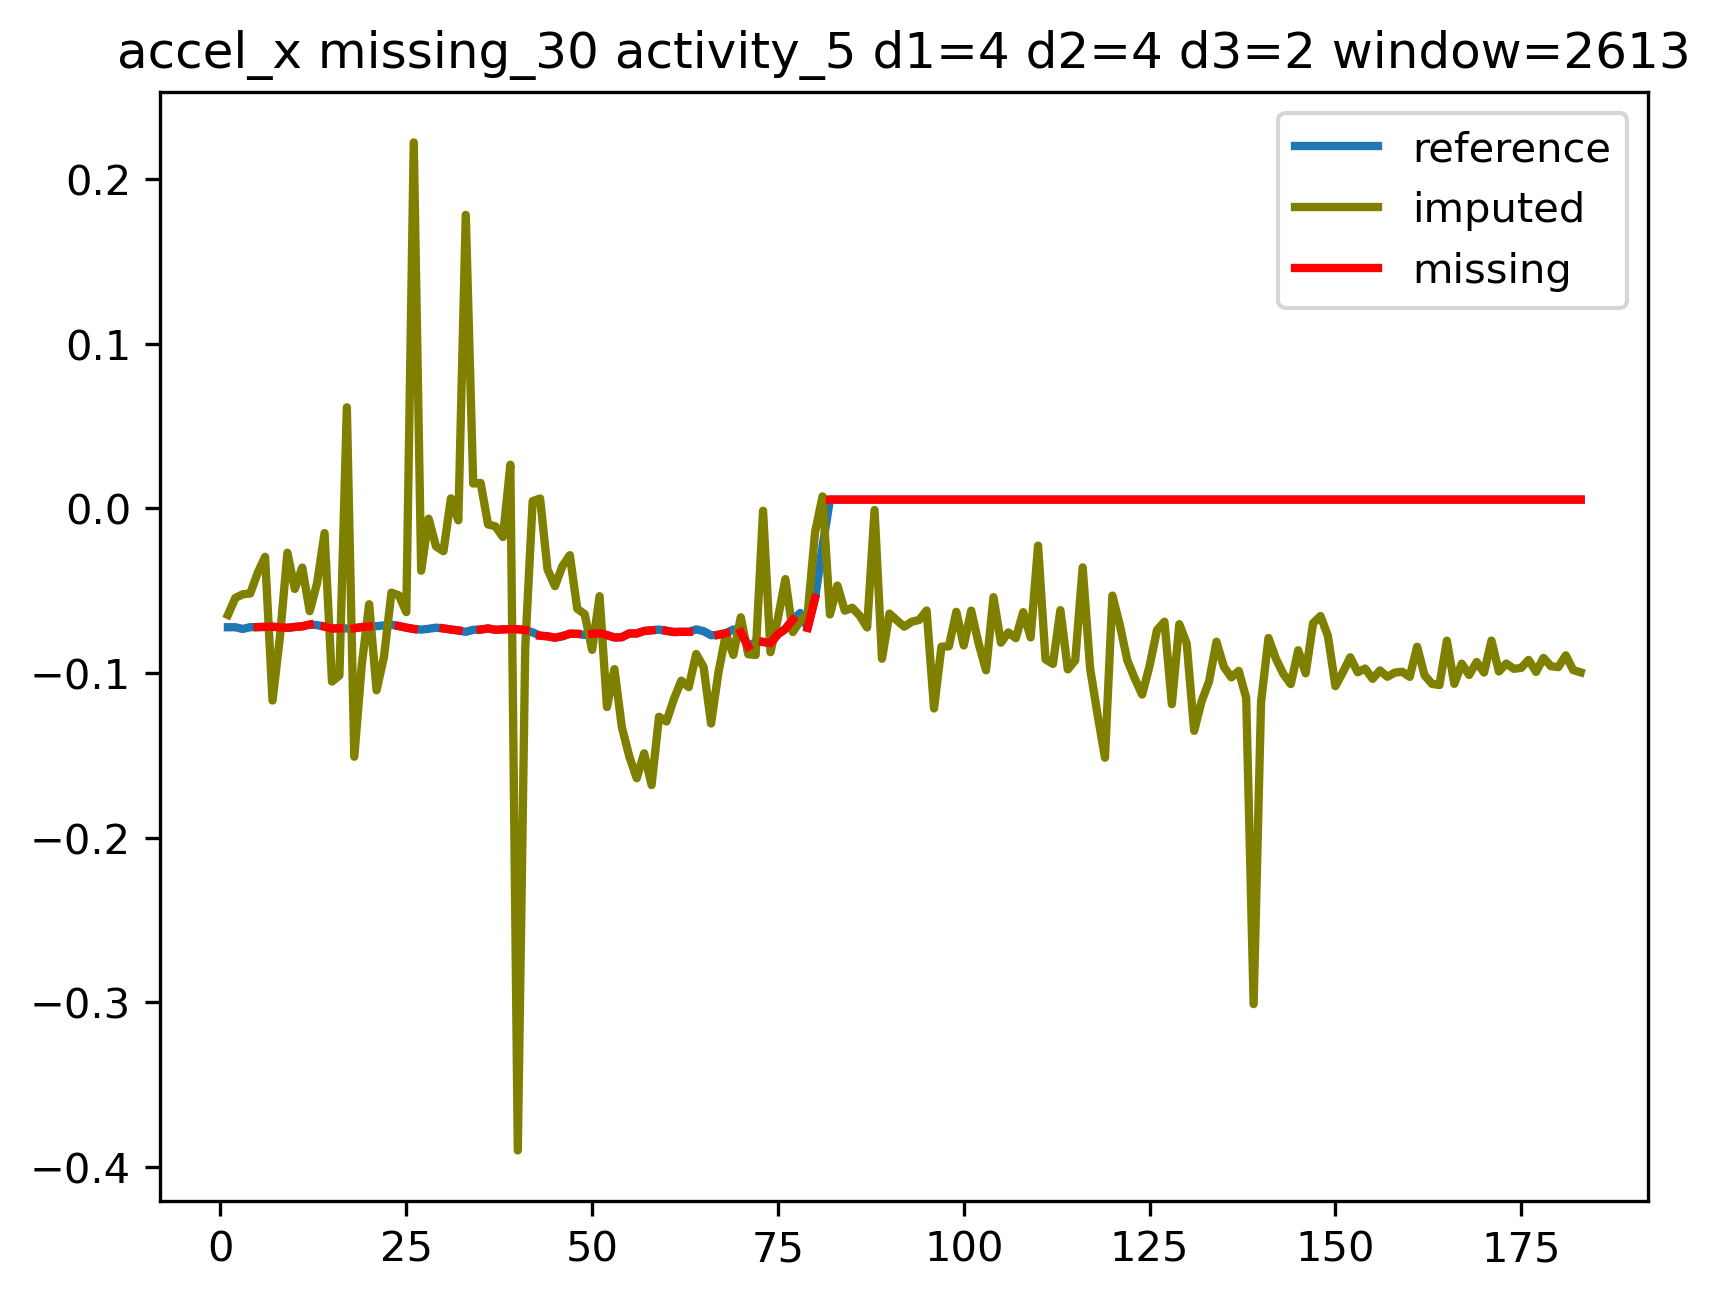 accel_x missing_30 activity_5 d1=4 d2=4 d3=2 window=2613
reference
imputed
missing
0.2
0.1
0.0
−0.1
−0.2
−0.3
−0.4
0 25 50 75 100 125 150 175